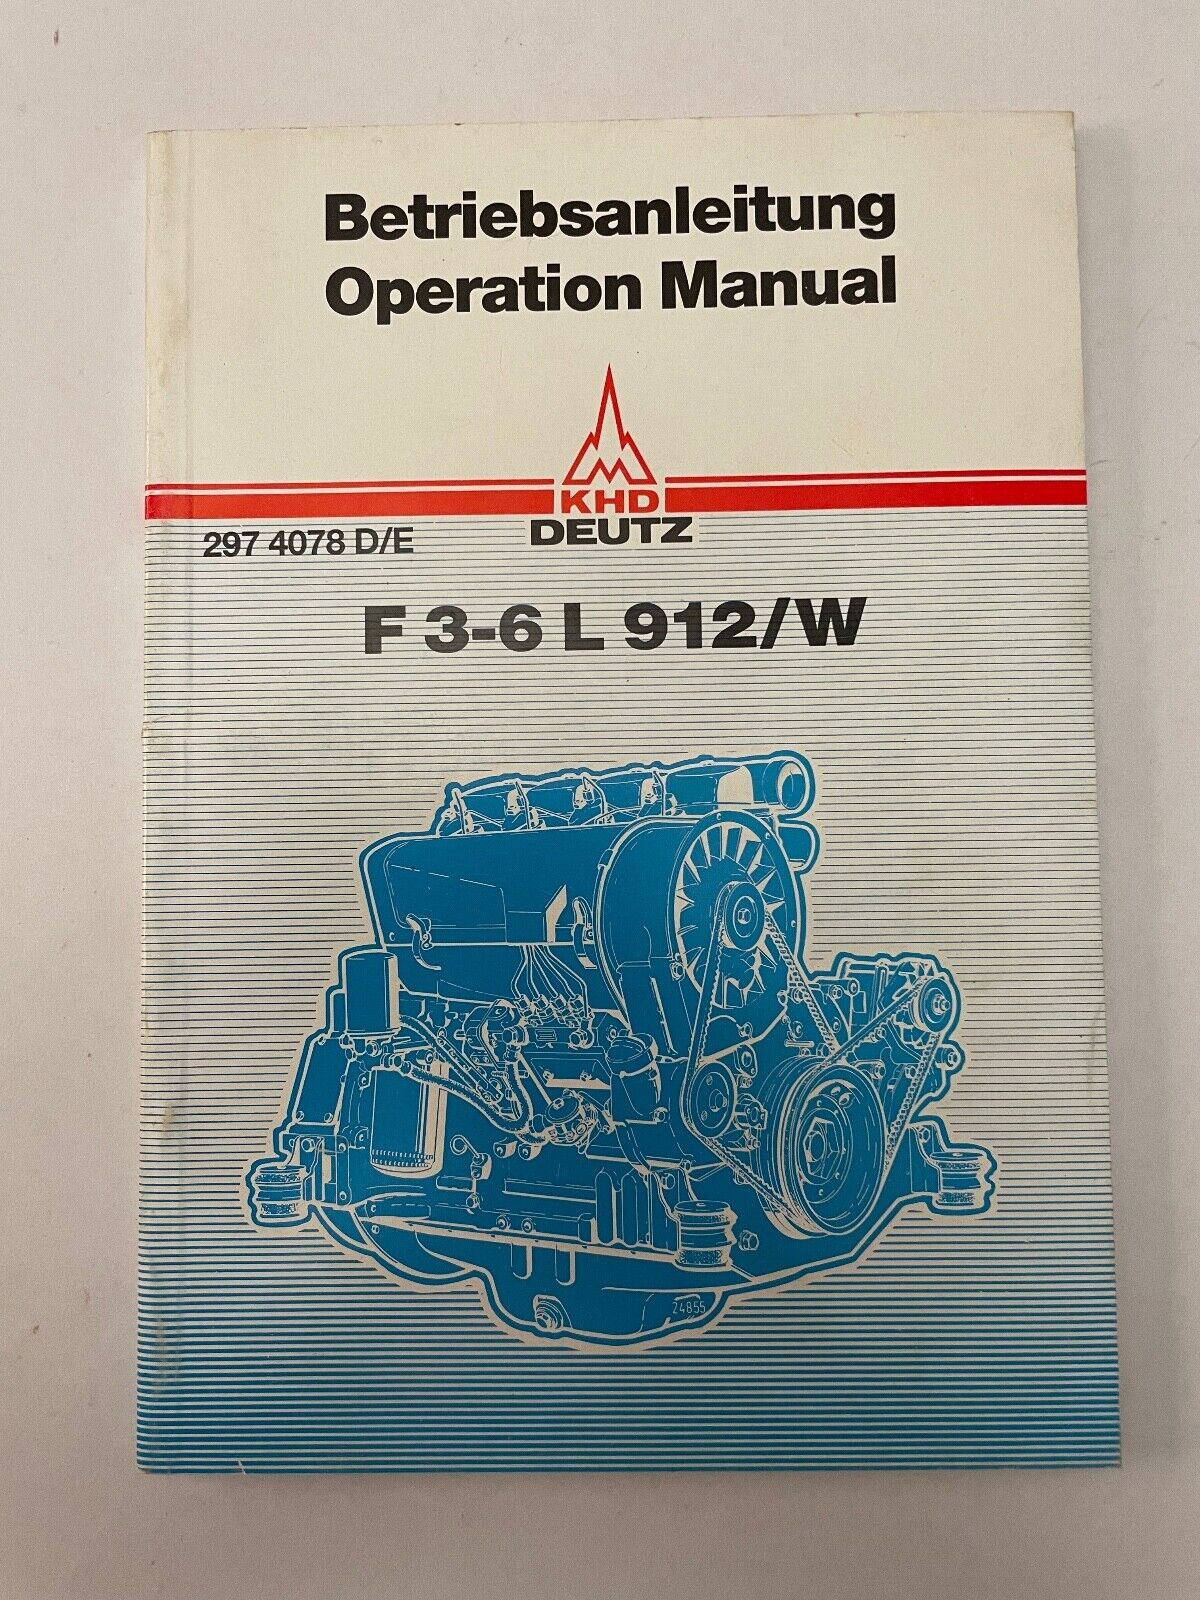 Betriebsanleitung
Operation Manual
KHD
DEUTZ
297 4078 D/E
F 3-6 L 912/W
24855